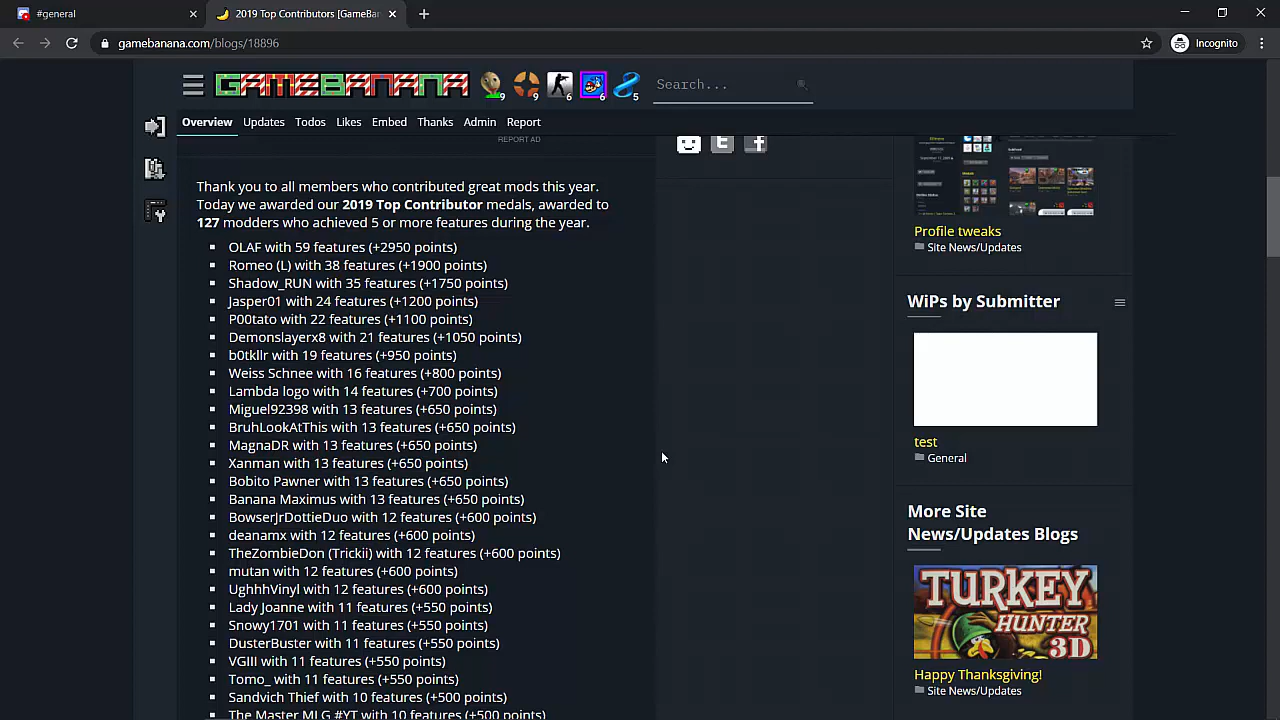 #general
2019 Top Contributors [GameBan
gamebanana.com/blogs/18896
Incognito
GAMEBANANA
9
9
6
6
5
Search...
Overview
Updates
Todos
Likes
Embed
Thanks
Admin
Report
REPORT AD
Thank you to all members who contributed great mods this year.
Today we awarded our 2019 Top Contributor medals, awarded to
127 modders who achieved 5 or more features during the year.
OLAF with 59 features (+2950 points)
Romeo (L) with 38 features (+1900 points)
Shadow_RUN with 35 features (+1750 points)
Jasper01 with 24 features (+1200 points)
P00tato with 22 features (+1100 points)
Demonslayerx8 with 21 features (+1050 points)
b0tkllr with 19 features (+950 points)
Weiss Schnee with 16 features (+800 points)
Lambda logo with 14 features (+700 points)
Miguel92398 with 13 features (+650 points)
BruhLookAtThis with 13 features (+650 points)
MagnaDR with 13 features (+650 points)
Xanman with 13 features (+650 points)
Bobito Pawner with 13 features (+650 points)
Banana Maximus with 13 features (+650 points)
BowserJrDottieDuo with 12 features (+600 points)
deanamx with 12 features (+600 points)
TheZombieDon (Trickii) with 12 features (+600 points)
mutan with 12 features (+600 points)
UghhhVinyl with 12 features (+600 points)
Lady Joanne with 11 features (+550 points)
Snowy1701 with 11 features (+550 points)
DusterBuster with 11 features (+550 points)
VGIII with 11 features (+550 points)
Tomo_ with 11 features (+550 points)
Sandvich Thief with 10 features (+500 points)
The Master MLG #YT with 10 features (+500 points)
Profile tweaks
Site News/Updates
WiPs by Submitter
test
General
More Site
News/Updates Blogs
TURKEY
HUNTER
3D
Happy Thanksgiving!
Site News/Updates